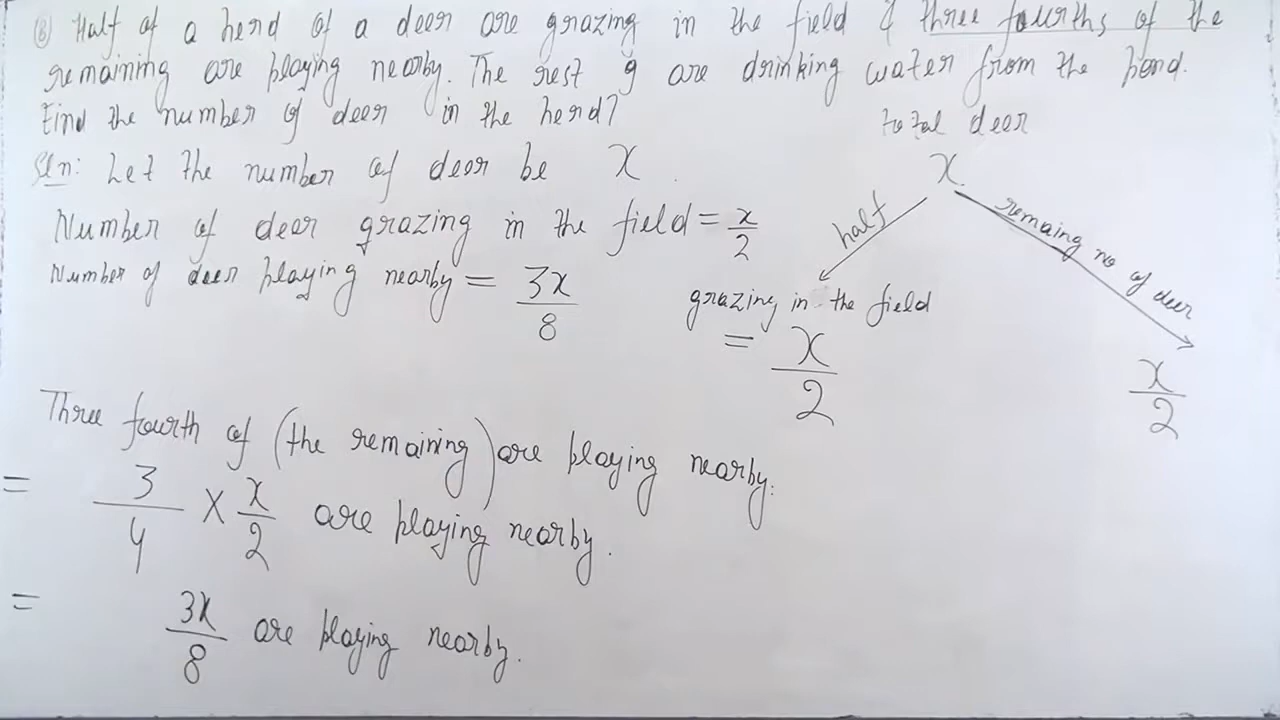 ⑧ Half of a herd of a deer are grazing in the field & three fourths of the
remaining are playing nearby. The rest 9 are drinking water from the pond.
Find the number of deer in the herd?
total deer
Sln: Let the number of deer be x.
x
half
remaing no of deer
Number of deer grazing in the field = x/2
Number of deer playing nearby = 3x/8
grazing in the field
= x/2
x/2
Three fourth of (the remaining) are playing nearby.
= 3/4 × x/2 are playing nearby.
= 3x/8 are playing nearby.